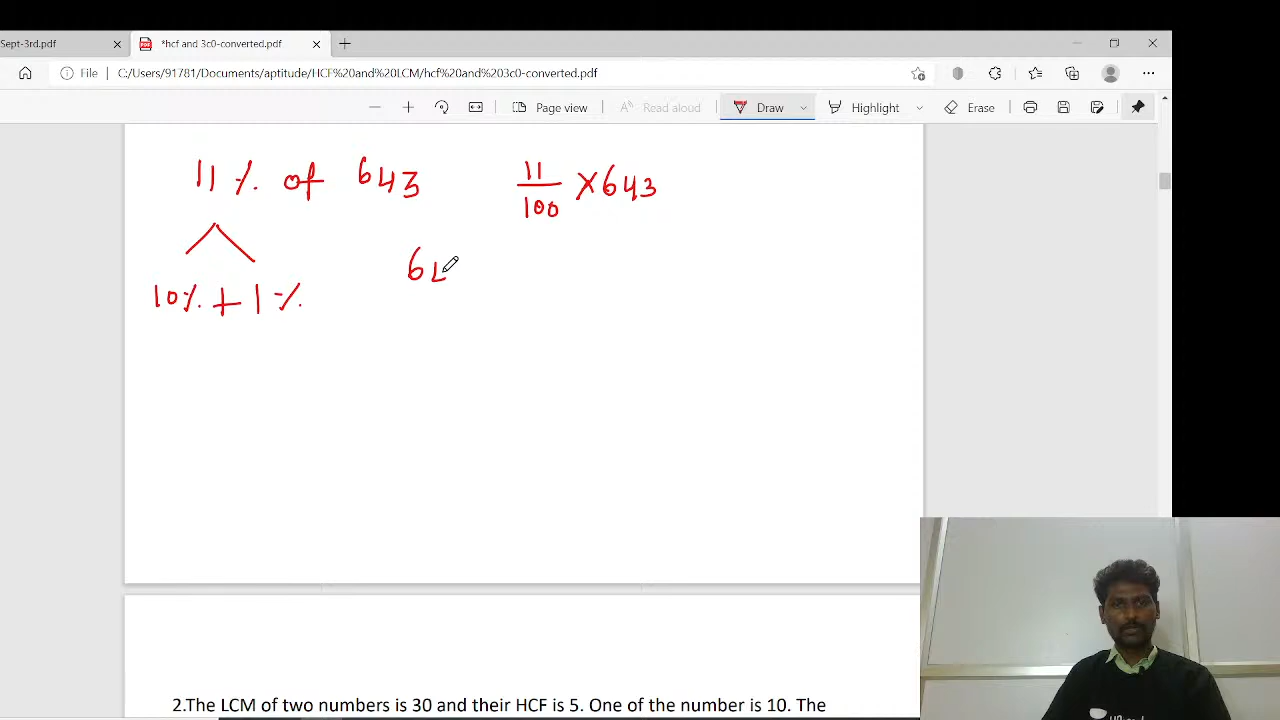 Sept-3rd.pdf
*hcf and 3c0-converted.pdf
File C:/Users/91781/Documents/aptitude/HCF%20and%20LCM/hcf%20and%203c0-converted.pdf
Page view Read aloud Draw Highlight Erase
11 % of 643 11/100 X 643
6
10% + 1%
2.The LCM of two numbers is 30 and their HCF is 5. One of the number is 10. The